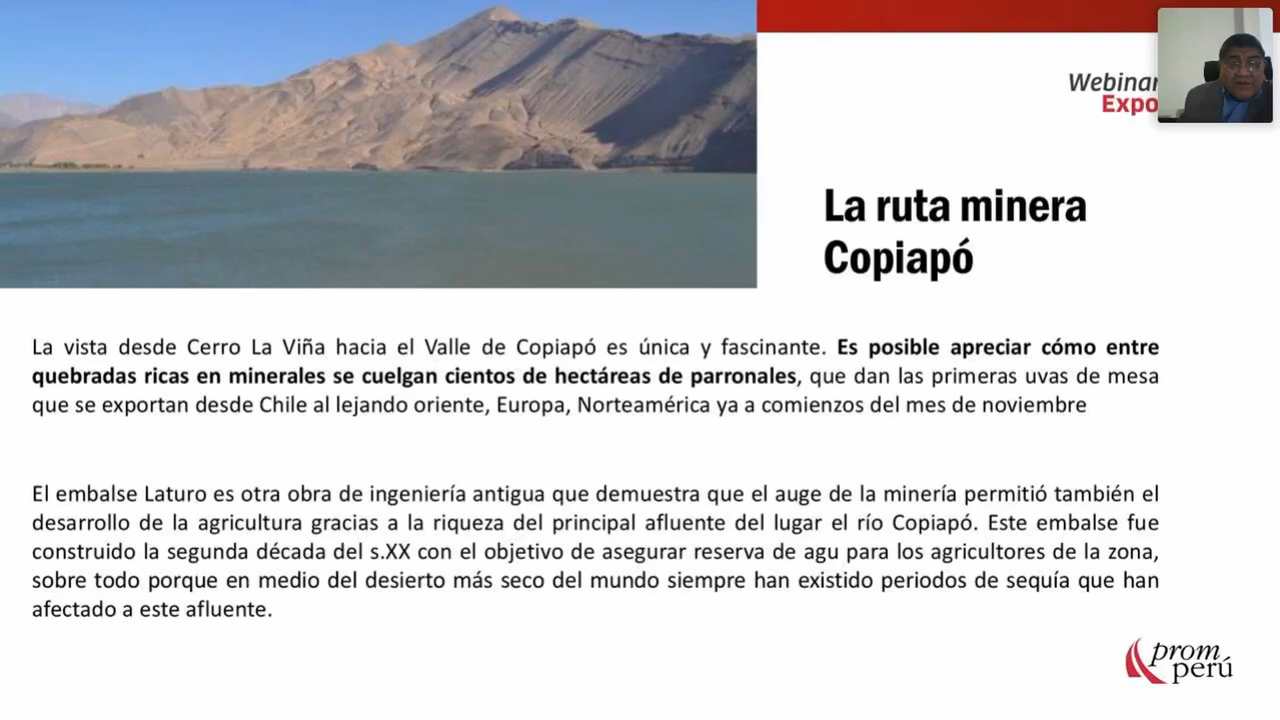 Webinar
Expo
La ruta minera
Copiapó
La vista desde Cerro La Viña hacia el Valle de Copiapó es única y fascinante. Es posible apreciar cómo entre
quebradas ricas en minerales se cuelgan cientos de hectáreas de parronales, que dan las primeras uvas de mesa
que se exportan desde Chile al lejando oriente, Europa, Norteamérica ya a comienzos del mes de noviembre
El embalse Laturo es otra obra de ingeniería antigua que demuestra que el auge de la minería permitió también el
desarrollo de la agricultura gracias a la riqueza del principal afluente del lugar el río Copiapó. Este embalse fue
construido la segunda década del s.XX con el objetivo de asegurar reserva de agu para los agricultores de la zona,
sobre todo porque en medio del desierto más seco del mundo siempre han existido periodos de sequía que han
afectado a este afluente.
prom
perú